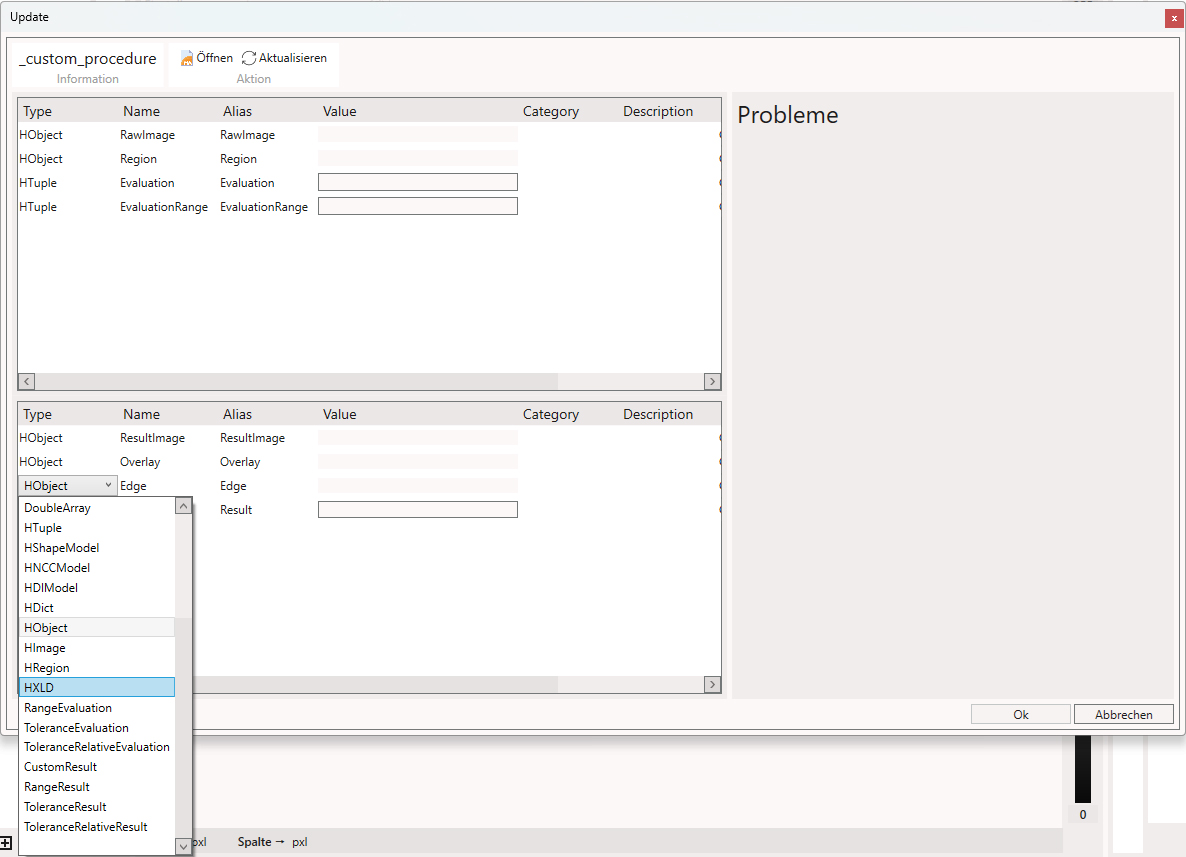 Update
x
_custom_procedure Öffnen Aktualisieren
Information Aktion
Type Name Alias Value Category Description
HObject RawImage RawImage
HObject Region Region
HTuple Evaluation Evaluation
HTuple EvaluationRange EvaluationRange
Probleme
Type Name Alias Value Category Description
HObject ResultImage ResultImage
HObject Overlay Overlay
HObject Edge Edge
Result
DoubleArray
HTuple
HShapeModel
HNCCModel
HDlModel
HDict
HObject
HImage
HRegion
HXLD
RangeEvaluation
ToleranceEvaluation
ToleranceRelativeEvaluation
CustomResult
RangeResult
ToleranceResult
ToleranceRelativeResult
Ok Abbrechen
0
pxl Spalte → pxl